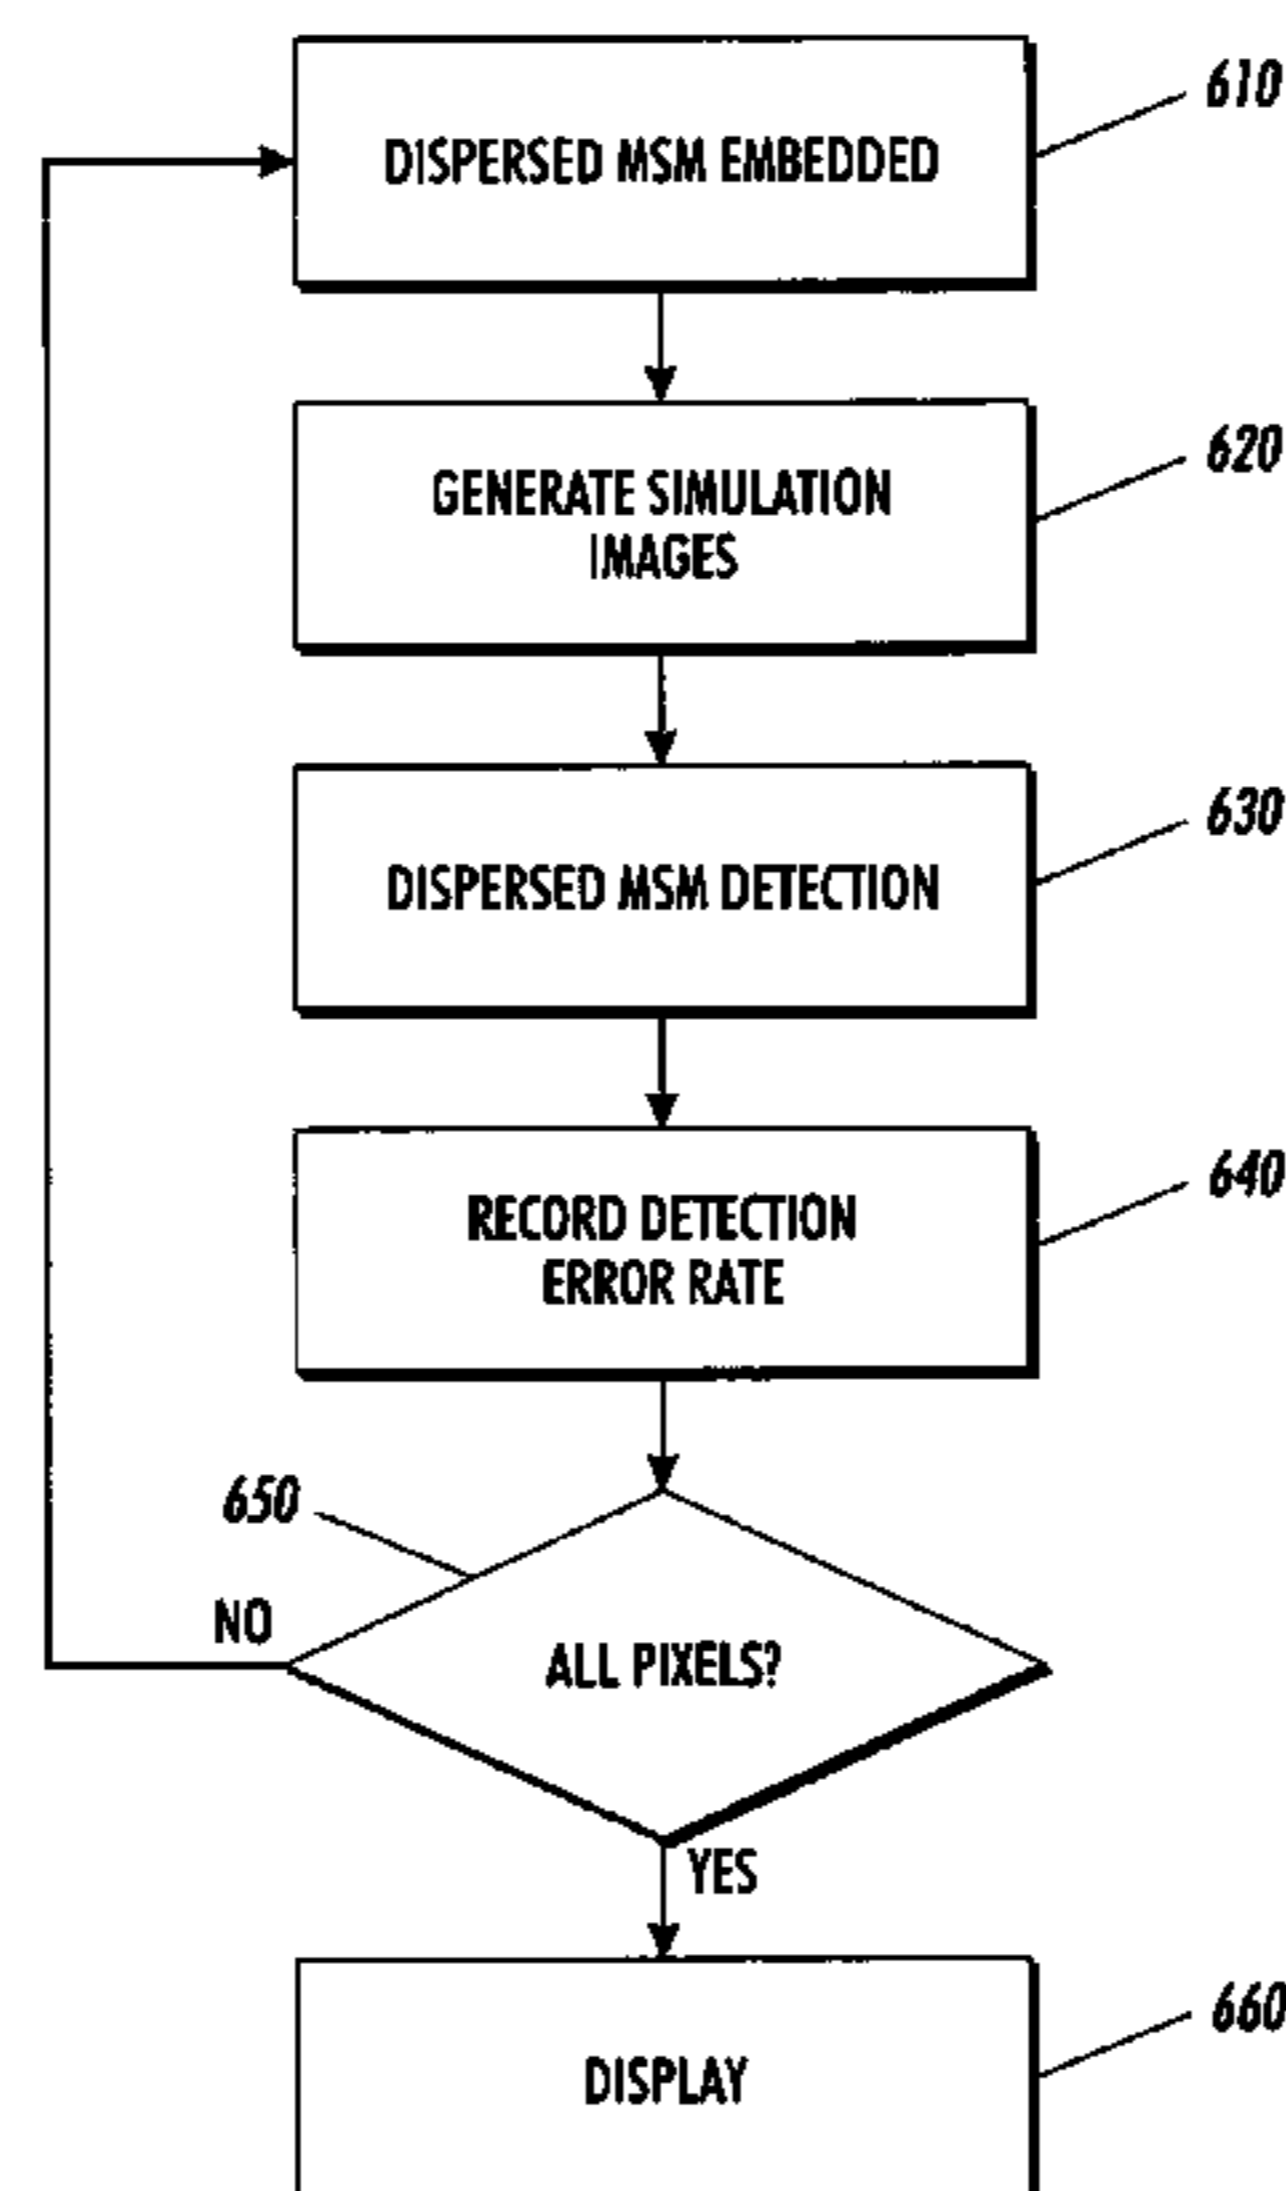 610
DISPERSED MSM EMBEDDED
620
GENERATE SIMULATION
IMAGES
630
DISPERSED MSM DETECTION
640
RECORD DETECTION
ERROR RATE
650
NO
ALL PIXELS?
YES
660
DISPLAY